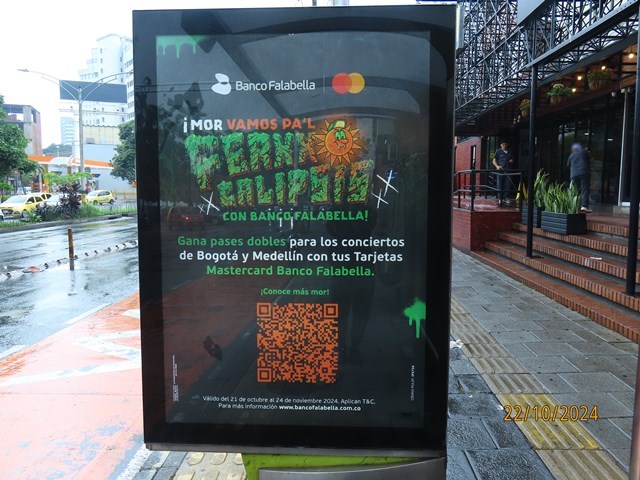 Banco Falabella
¡MOR VAMOS PA'L
FERXXO
CALIPSIS
CON BANCO FALABELLA!
Gana pases dobles para los conciertos
de Bogotá y Medellín con tus Tarjetas
Mastercard Banco Falabella.
¡Conoce más mor!
Válido del 21 de octubre al 24 de noviembre 2024. Aplican T&C.
Para más información www.bancofalabella.com.co
22/10/2024